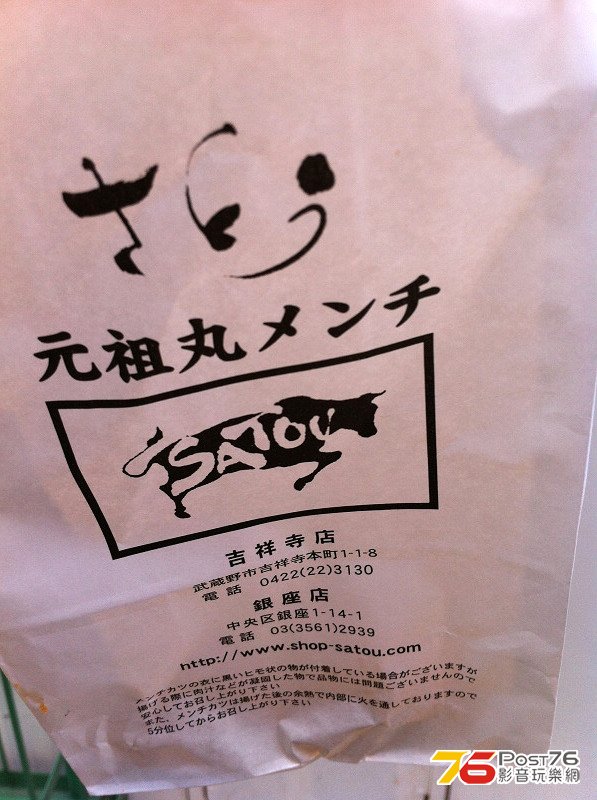 さとう
元祖丸メンチ
SATOU
吉祥寺店
武蔵野市吉祥寺本町1-1-8
電話 0422(22)3130
銀座店
中央区銀座1-14-1
電話 03(3561)2939
http://www.shop-satou.com
メンチカツの衣に黒いヒモ状の物が付着している場合がございますが
揚げる際に肉汁などが凝固した物で品物には問題ございませんので
安心してお召し上がり下さい
また、メンチカツは揚げた後の余熱で内部に火を通しておりますので
5分位してからお召し上がり下さい
76 POST76
影音玩樂網